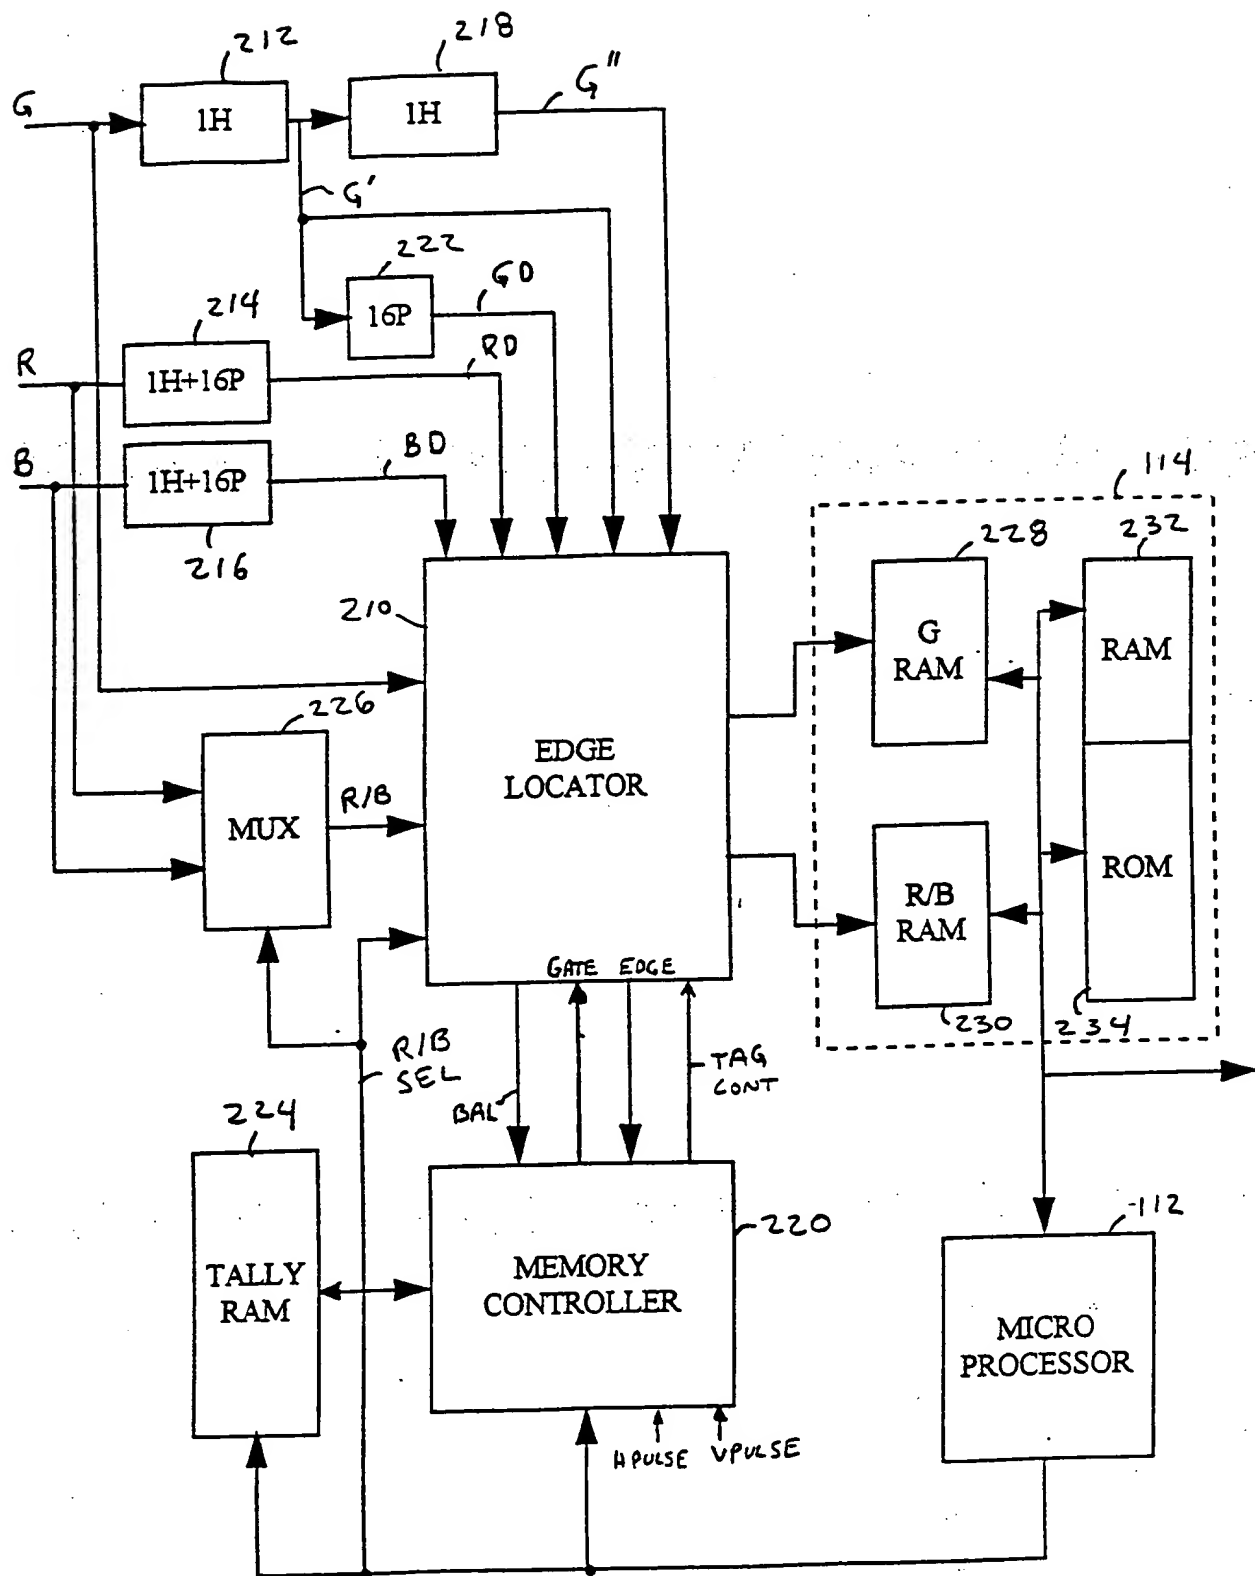 212
218
G
1H
1H
G"
G'
222
GD
16P
214
RD
R
1H+16P
BD
B
1H+16P
216
114
228
232
210
G
RAM
RAM
226
EDGE
LOCATOR
R/B
MUX
R/B
RAM
ROM
GATE
EDGE
230
234
R/B
SEL
TAG
CONT
BAL
224
220
112
TALLY
RAM
MEMORY
CONTROLLER
MICRO
PROCESSOR
H PULSE
V PULSE